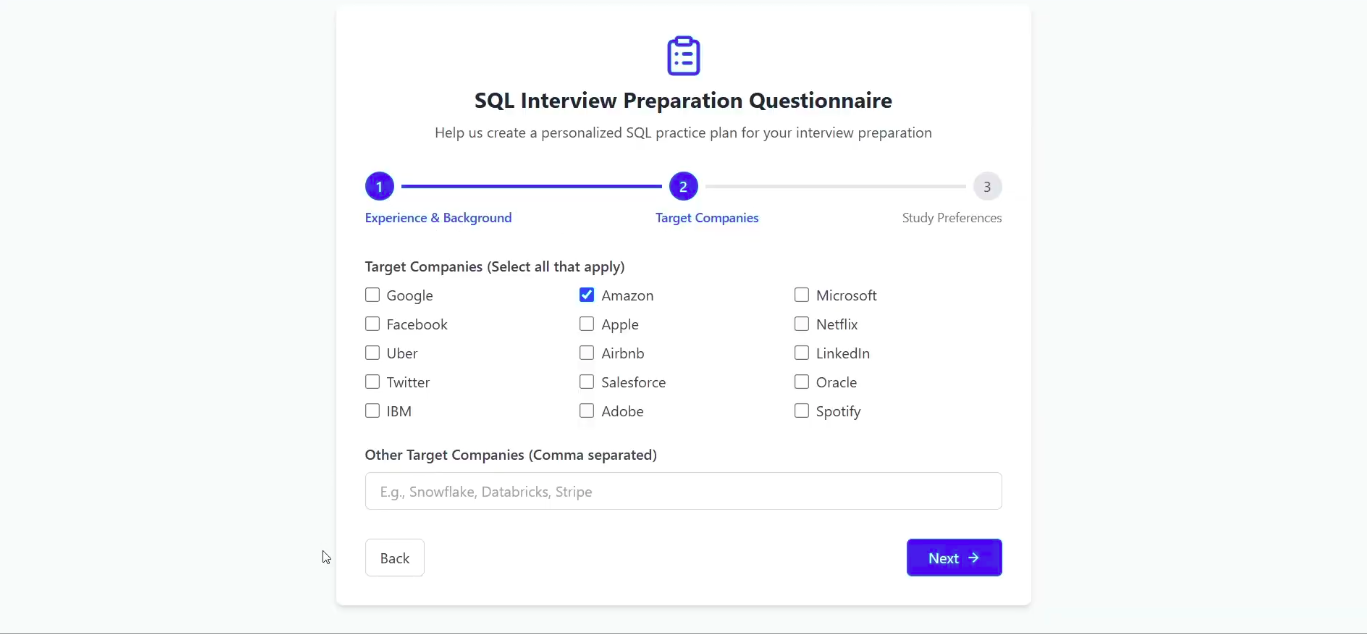 SQL Interview Preparation Questionnaire
Help us create a personalized SQL practice plan for your interview preparation
1 2 3
Experience & Background Target Companies Study Preferences
Target Companies (Select all that apply)
Google Amazon Microsoft
Facebook Apple Netflix
Uber Airbnb LinkedIn
Twitter Salesforce Oracle
IBM Adobe Spotify
Other Target Companies (Comma separated)
E.g., Snowflake, Databricks, Stripe
Back Next →